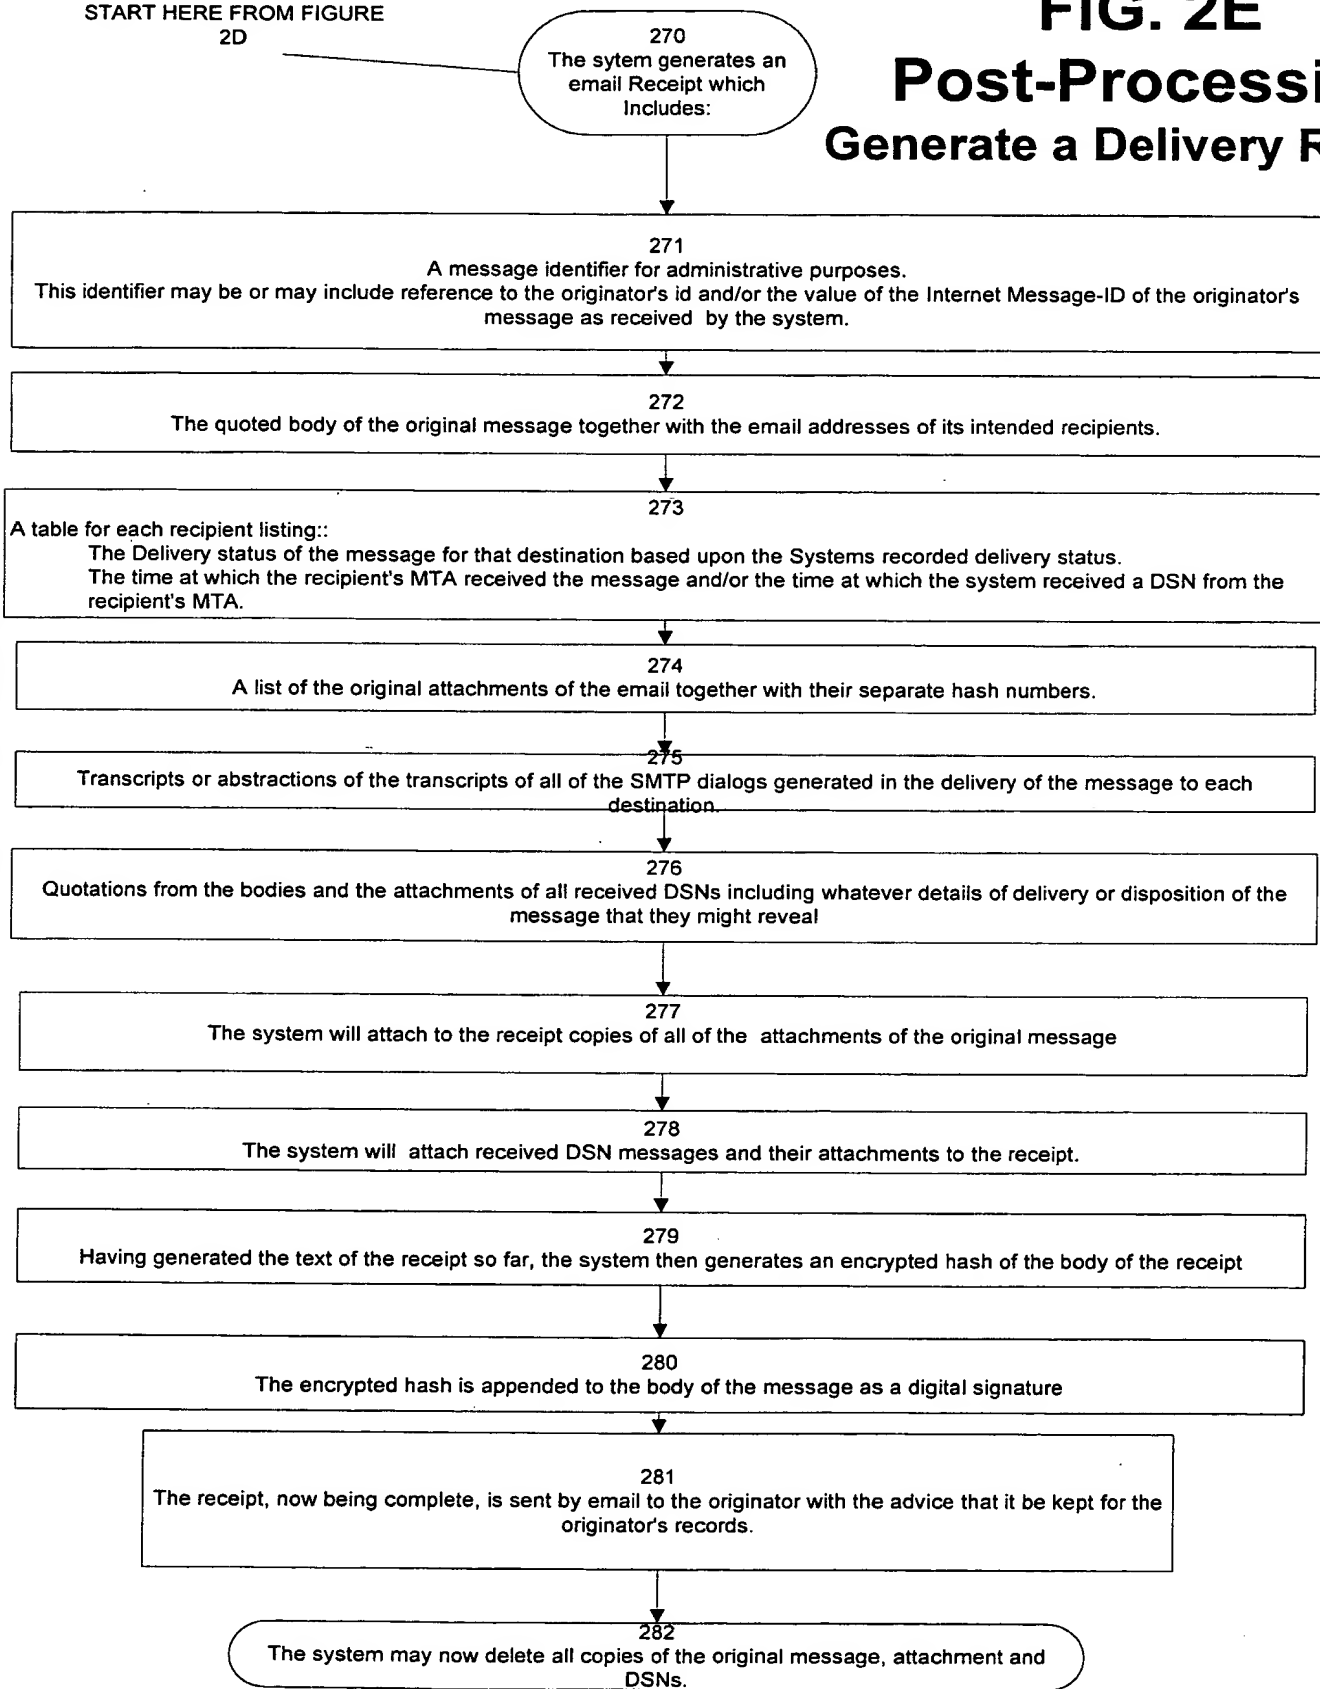 START HERE FROM FIGURE
2D
270
The sytem generates an
email Receipt which
Includes:
FIG. 2E
Post-Processi
Generate a Delivery R
271
A message identifier for administrative purposes.
This identifier may be or may include reference to the originator's id and/or the value of the Internet Message-ID of the originator's
message as received by the system.
272
The quoted body of the original message together with the email addresses of its intended recipients.
273
A table for each recipient listing::
The Delivery status of the message for that destination based upon the Systems recorded delivery status.
The time at which the recipient's MTA received the message and/or the time at which the system received a DSN from the
recipient's MTA.
274
A list of the original attachments of the email together with their separate hash numbers.
275
Transcripts or abstractions of the transcripts of all of the SMTP dialogs generated in the delivery of the message to each
destination.
276
Quotations from the bodies and the attachments of all received DSNs including whatever details of delivery or disposition of the
message that they might reveal
277
The system will attach to the receipt copies of all of the attachments of the original message
278
The system will attach received DSN messages and their attachments to the receipt.
279
Having generated the text of the receipt so far, the system then generates an encrypted hash of the body of the receipt
280
The encrypted hash is appended to the body of the message as a digital signature
281
The receipt, now being complete, is sent by email to the originator with the advice that it be kept for the
originator's records.
282
The system may now delete all copies of the original message, attachment and
DSNs.